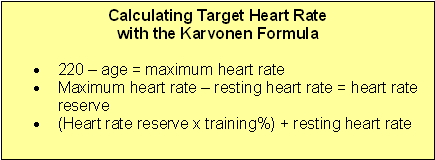 Calculating Target Heart Rate
with the Karvonen Formula
• 220 – age = maximum heart rate
• Maximum heart rate – resting heart rate = heart rate
reserve
• (Heart rate reserve x training%) + resting heart rate